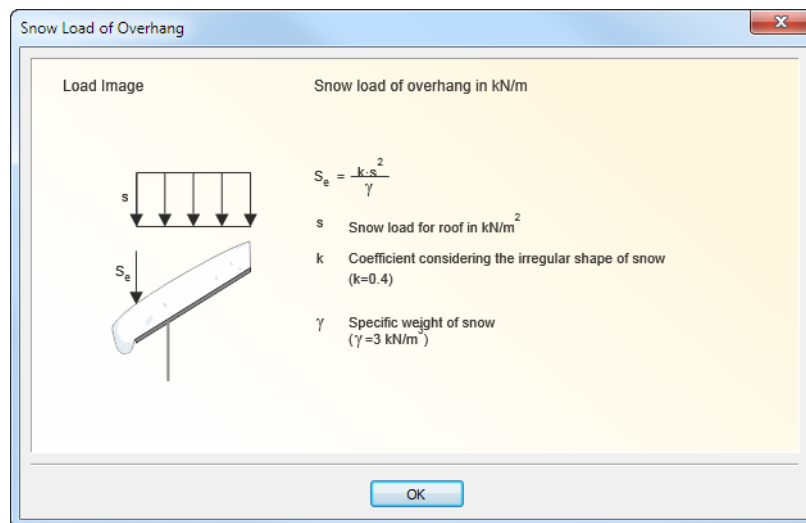 Snow Load of Overhang
Load Image
Snow load of overhang in kN/m
s
Sₑ
Sₑ = k·s² / γ
s Snow load for roof in kN/m²
k Coefficient considering the irregular shape of snow
(k=0.4)
γ Specific weight of snow
(γ=3 kN/m³)
OK